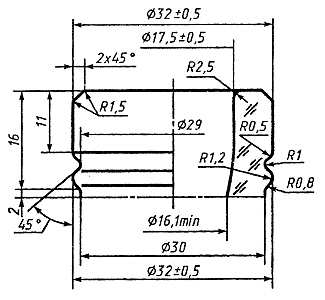 Ø32±0,5
Ø17,5±0,5
2x45°
R2,5
R1,5
R0,5
Ø29
16
11
R1,2
R1
R0,8
2
45°
Ø16,1min
Ø30
Ø32±0,5